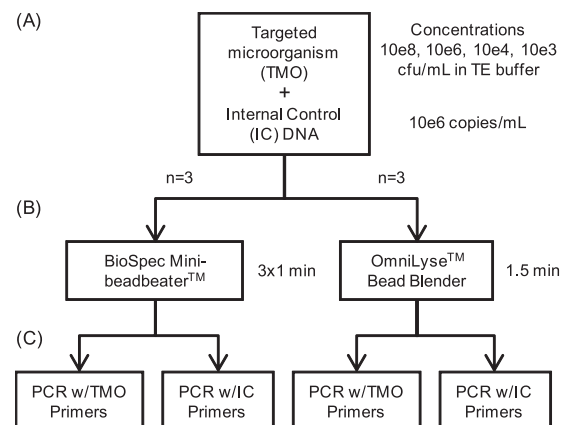 (A)
Targeted
microorganism
(TMO)
+
Internal Control
(IC) DNA
Concentrations
10e8, 10e6, 10e4, 10e3
cfu/mL in TE buffer
10e6 copies/mL
n=3
n=3
(B)
BioSpec Mini-
beadbeater™
3x1 min
OmniLyse™
Bead Blender
1.5 min
(C)
PCR w/TMO
Primers
PCR w/IC
Primers
PCR w/TMO
Primers
PCR w/IC
Primers